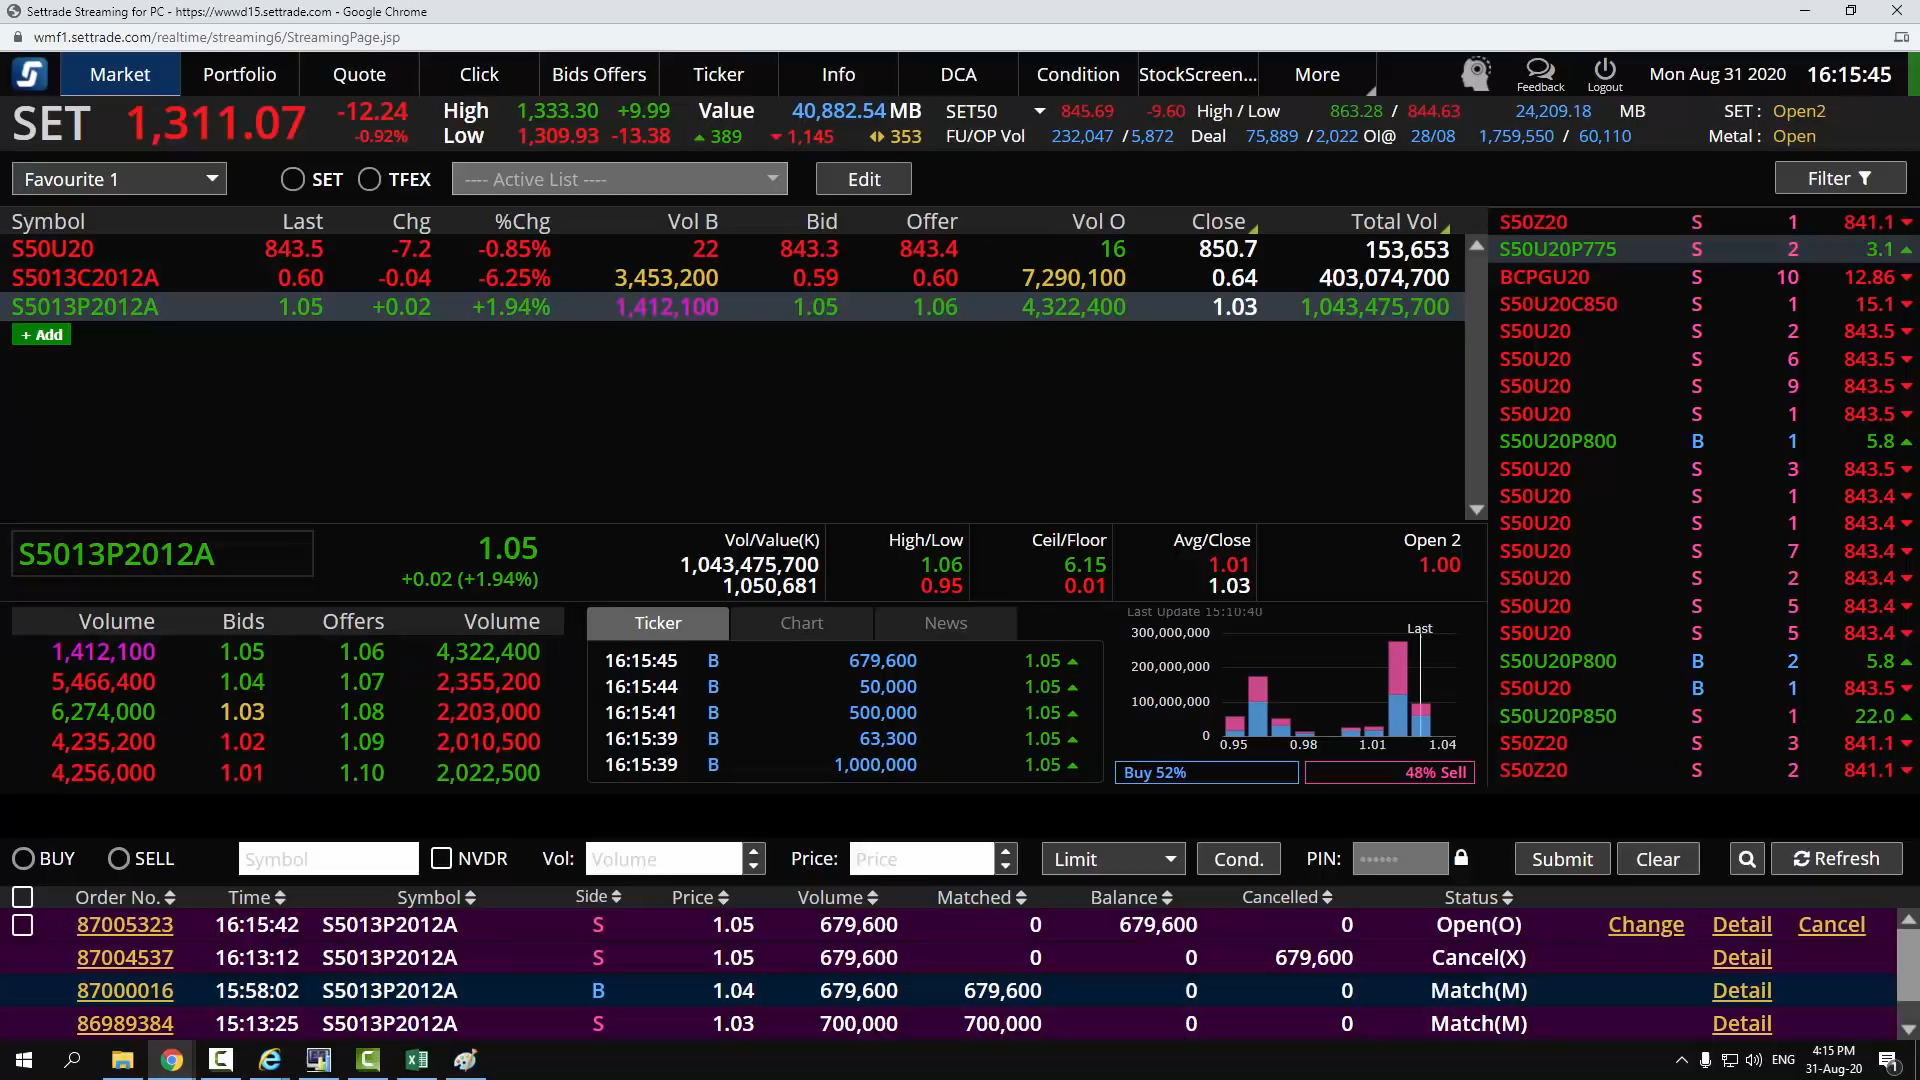 Settrade Streaming for PC - https://wwwd15.settrade.com - Google Chrome
wmf1.settrade.com/realtime/streaming6/StreamingPage.jsp
Market Portfolio Quote Click Bids Offers Ticker Info DCA Condition StockScreen... More Feedback Logout Mon Aug 31 2020 16:15:45
SET 1,311.07 -12.24 -0.92%
High 1,333.30 +9.99 Value 40,882.54 MB SET50 845.69 -9.60 High / Low 863.28 / 844.63 24,209.18 MB SET : Open2
Low 1,309.93 -13.38 389 1,145 353 FU/OP Vol 232,047 /5,872 Deal 75,889 /2,022 OI@ 28/08 1,759,550 / 60,110 Metal : Open
Favourite 1 SET TFEX ---- Active List ---- Edit Filter
Symbol Last Chg %Chg Vol B Bid Offer Vol O Close Total Vol
S50U20 843.5 -7.2 -0.85% 22 843.3 843.4 16 850.7 153,653
S5013C2012A 0.60 -0.04 -6.25% 3,453,200 0.59 0.60 7,290,100 0.64 403,074,700
S5013P2012A 1.05 +0.02 +1.94% 1,412,100 1.05 1.06 4,322,400 1.03 1,043,475,700
+ Add
S50Z20 S 1 841.1
S50U20P775 S 2 3.1
BCPGU20 S 10 12.86
S50U20C850 S 1 15.1
S50U20 S 2 843.5
S50U20 S 6 843.5
S50U20 S 9 843.5
S50U20 S 1 843.5
S50U20P800 B 1 5.8
S50U20 S 3 843.5
S50U20 S 1 843.4
S50U20 S 1 843.4
S50U20 S 7 843.4
S50U20 S 2 843.4
S50U20 S 5 843.4
S50U20 S 5 843.4
S50U20P800 B 2 5.8
S50U20 B 1 843.5
S50U20P850 S 1 22.0
S50Z20 S 3 841.1
S50Z20 S 2 841.1
S5013P2012A 1.05
+0.02 (+1.94%)
Vol/Value(K) High/Low Ceil/Floor Avg/Close Open 2
1,043,475,700 1.06 6.15 1.01 1.00
1,050,681 0.95 0.01 1.03
Volume Bids Offers Volume
1,412,100 1.05 1.06 4,322,400
5,466,400 1.04 1.07 2,355,200
6,274,000 1.03 1.08 2,203,000
4,235,200 1.02 1.09 2,010,500
4,256,000 1.01 1.10 2,022,500
Ticker Chart News
16:15:45 B 679,600 1.05
16:15:44 B 50,000 1.05
16:15:41 B 500,000 1.05
16:15:39 B 63,300 1.05
16:15:39 B 1,000,000 1.05
Last Update 15:10:40
Last
300,000,000
200,000,000
100,000,000
0
0.95 0.98 1.01 1.04
Buy 52% 48% Sell
BUY SELL Symbol NVDR Vol: Volume Price: Price Limit Cond. PIN: •••••• Submit Clear Refresh
Order No. Time Symbol Side Price Volume Matched Balance Cancelled Status
87005323 16:15:42 S5013P2012A S 1.05 679,600 0 679,600 0 Open(O) Change Detail Cancel
87004537 16:13:12 S5013P2012A S 1.05 679,600 0 0 679,600 Cancel(X) Detail
87000016 15:58:02 S5013P2012A B 1.04 679,600 679,600 0 0 Match(M) Detail
86989384 15:13:25 S5013P2012A S 1.03 700,000 700,000 0 0 Match(M) Detail
ENG 4:15 PM
31-Aug-20 1